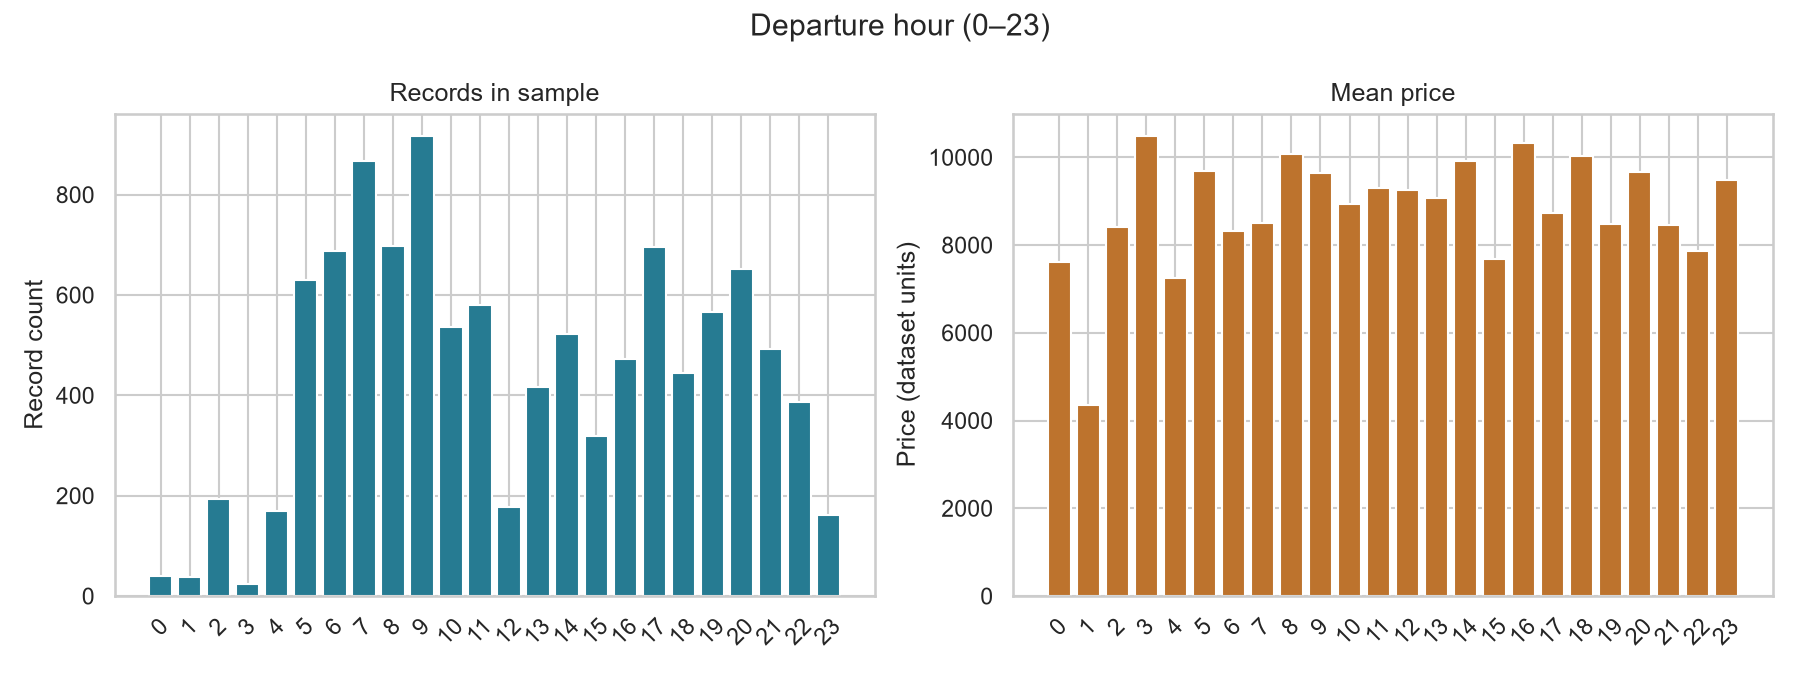 Departure hour (0–23)
Records in sample
Record count
800
600
400
200
0
0 1 2 3 4 5 6 7 8 9 10 11 12 13 14 15 16 17 18 19 20 21 22 23
Mean price
Price (dataset units)
10000
8000
6000
4000
2000
0
0 1 2 3 4 5 6 7 8 9 10 11 12 13 14 15 16 17 18 19 20 21 22 23